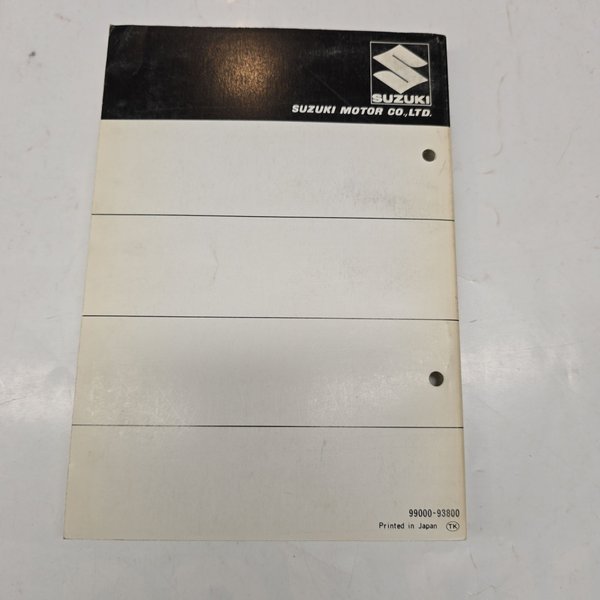 SUZUKI
SUZUKI MOTOR CO.,LTD.
99000-93800
Printed in Japan TK